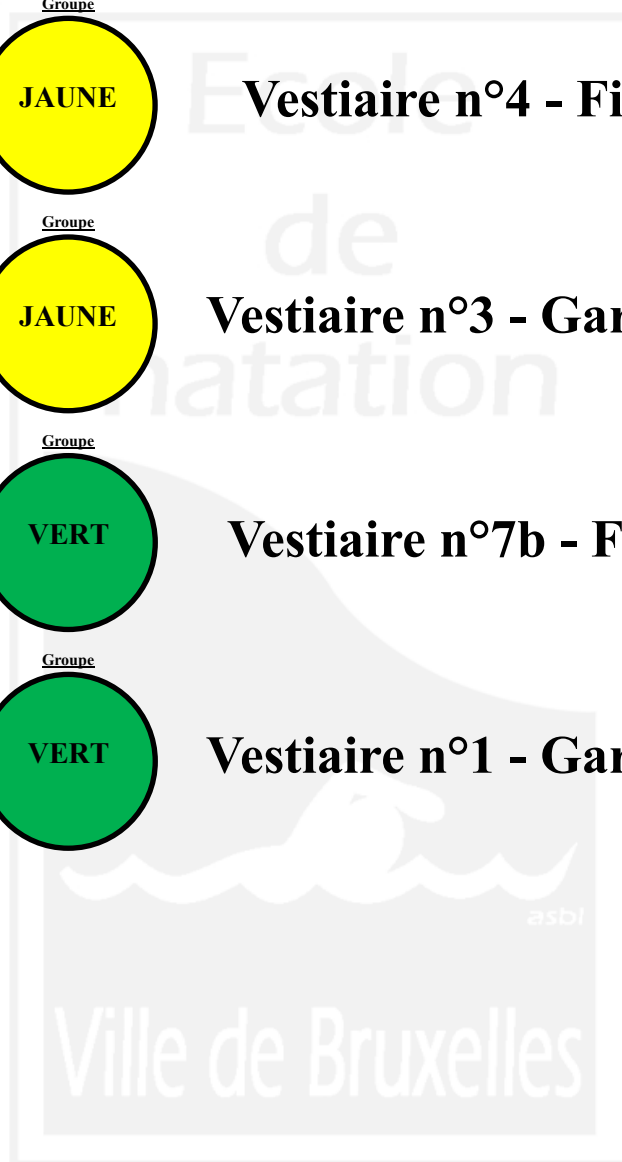 Groupe
JAUNE
Vestiaire n°4 - Fi
Groupe
JAUNE
Vestiaire n°3 - Gar
Groupe
VERT
Vestiaire n°7b - F
Groupe
VERT
Vestiaire n°1 - Gar
Ecole
de
natation
asbl
Ville de Bruxelles